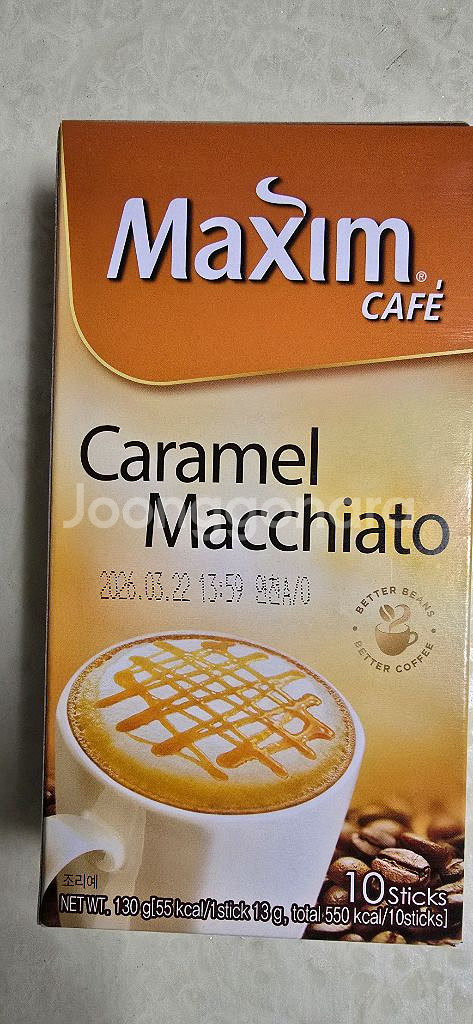 Maxim®
CAFÉ
Caramel
Macchiato
Joonggonara
2026.03.22 13:59 A/O
BETTER BEANS
BETTER COFFEE
조리예
10 Sticks
NET WT. 130 g[55 kcal/1stick 13 g, total 550 kcal/10sticks]